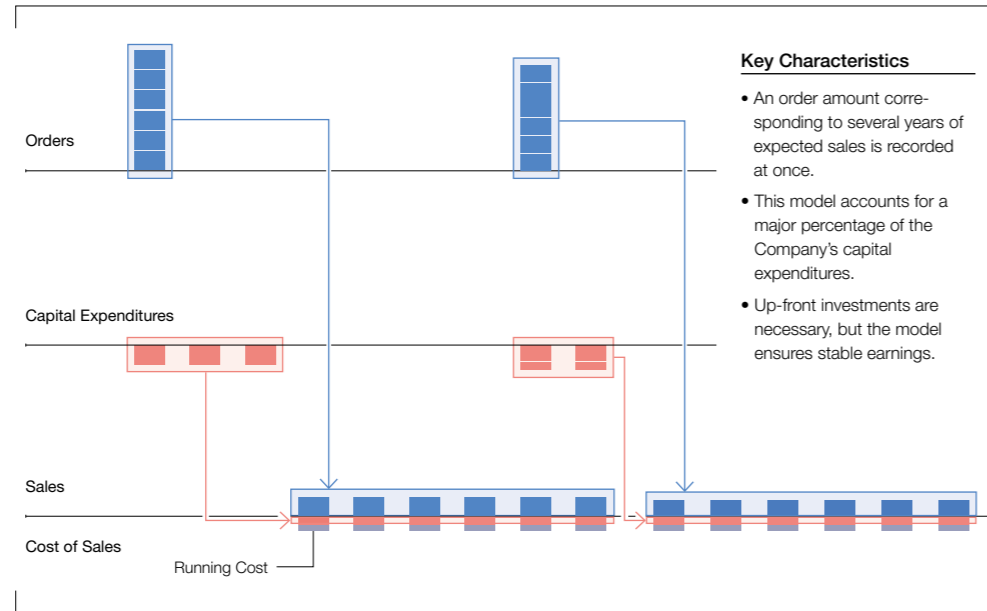 Key Characteristics
• An order amount corre-
sponding to several years of
expected sales is recorded
at once.
• This model accounts for a
major percentage of the
Company's capital
expenditures.
• Up-front investments are
necessary, but the model
ensures stable earnings.
Orders
Capital Expenditures
Sales
Cost of Sales
Running Cost